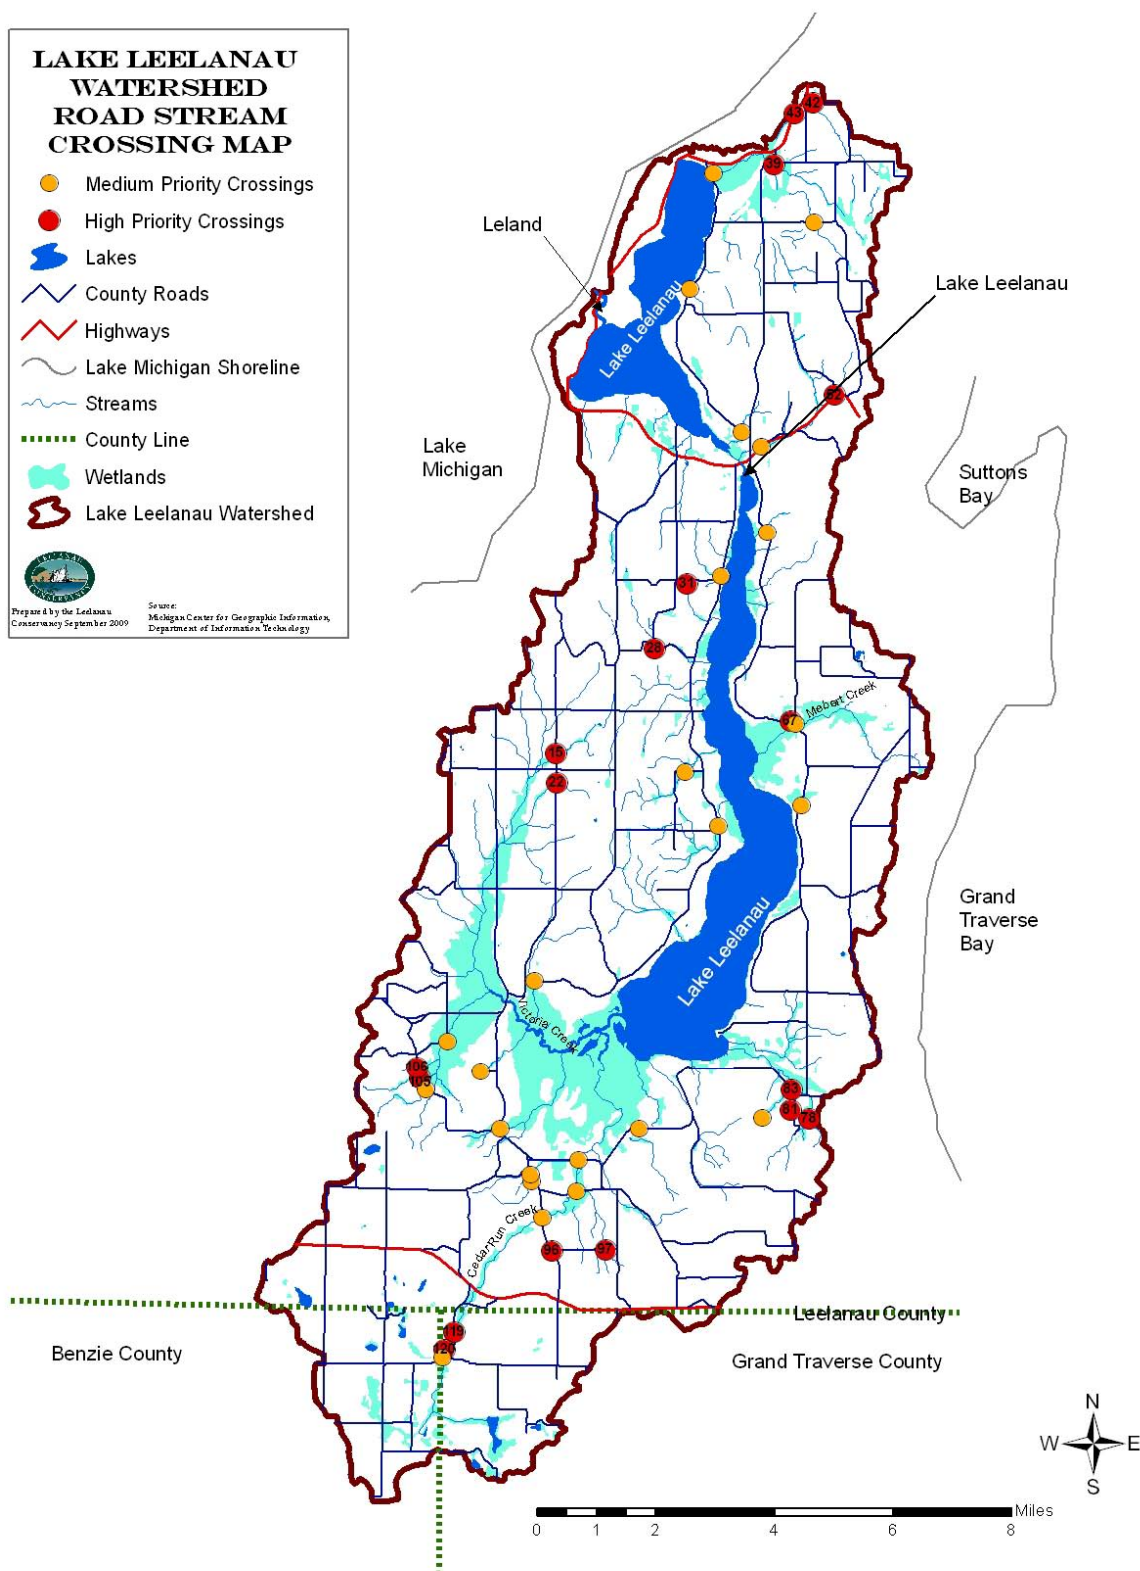 LAKE LEELANAU
WATERSHED
ROAD STREAM
CROSSING MAP
Medium Priority Crossings
High Priority Crossings
Lakes
County Roads
Highways
Lake Michigan Shoreline
Streams
County Line
Wetlands
Lake Leelanau Watershed
Prepared by the Leelanau
Conservancy September 2009
Source:
Michigan Center for Geographic Information,
Department of Information Technology
42
43
39
Leland
Lake Leelanau
Lake Leelanau
Lake
Michigan
Suttons
Bay
31
28
Mebert Creek
67
15
22
Grand
Traverse
Bay
Lake Leelanau
Victoria Creek
106
105
83
81
78
Cedar Run Creek
96
97
Leelanau County
119
120
Benzie County
Grand Traverse County
N
W
E
S
Miles
0
1
2
4
6
8